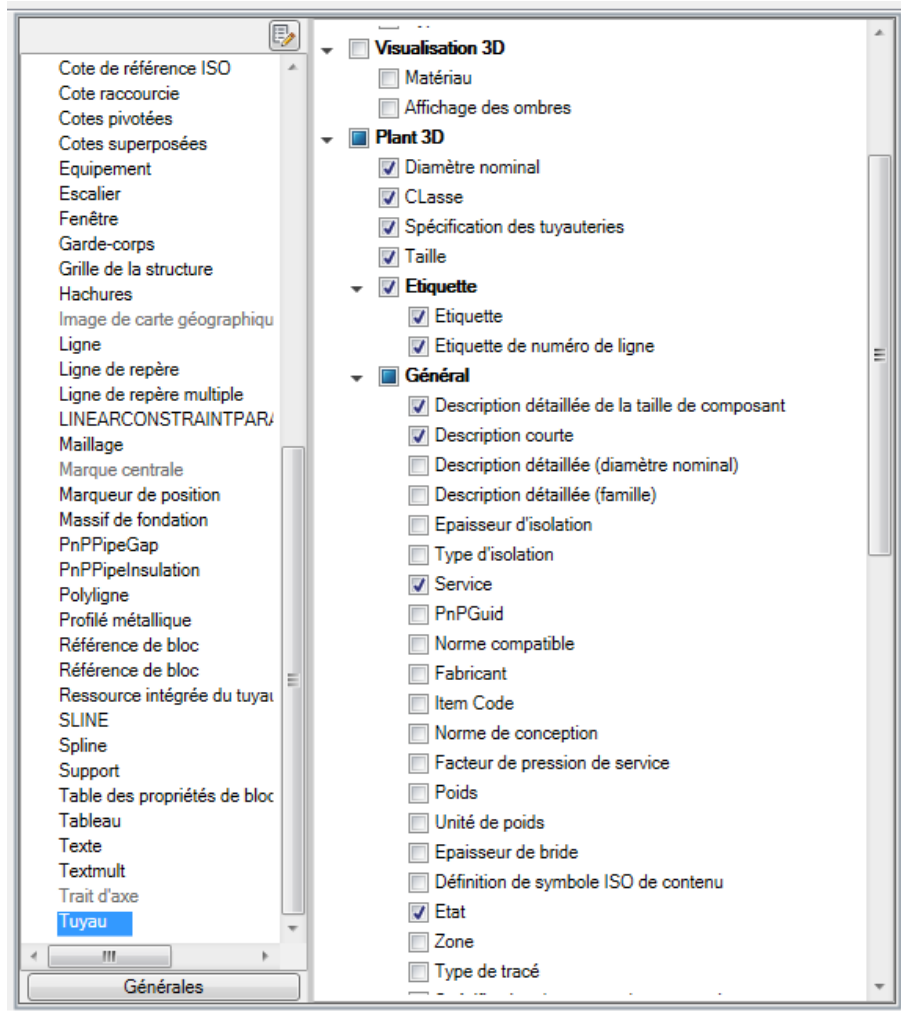 Cote de référence ISO
Cote raccourcie
Cotes pivotées
Cotes superposées
Equipement
Escalier
Fenêtre
Garde-corps
Grille de la structure
Hachures
Image de carte géographiqu
Ligne
Ligne de repère
Ligne de repère multiple
LINEARCONSTRAINTPARA
Maillage
Marque centrale
Marqueur de position
Massif de fondation
PnPPipeGap
PnPPipeInsulation
Polyligne
Profilé métallique
Référence de bloc
Référence de bloc
Ressource intégrée du tuyau
SLINE
Spline
Support
Table des propriétés de bloc
Tableau
Texte
Textmult
Trait d'axe
Tuyau
Générales
Visualisation 3D
Matériau
Affichage des ombres
Plant 3D
Diamètre nominal
CLasse
Spécification des tuyauteries
Taille
Etiquette
Etiquette
Etiquette de numéro de ligne
Général
Description détaillée de la taille de composant
Description courte
Description détaillée (diamètre nominal)
Description détaillée (famille)
Epaisseur d'isolation
Type d'isolation
Service
PnPGuid
Norme compatible
Fabricant
Item Code
Norme de conception
Facteur de pression de service
Poids
Unité de poids
Epaisseur de bride
Définition de symbole ISO de contenu
Etat
Zone
Type de tracé